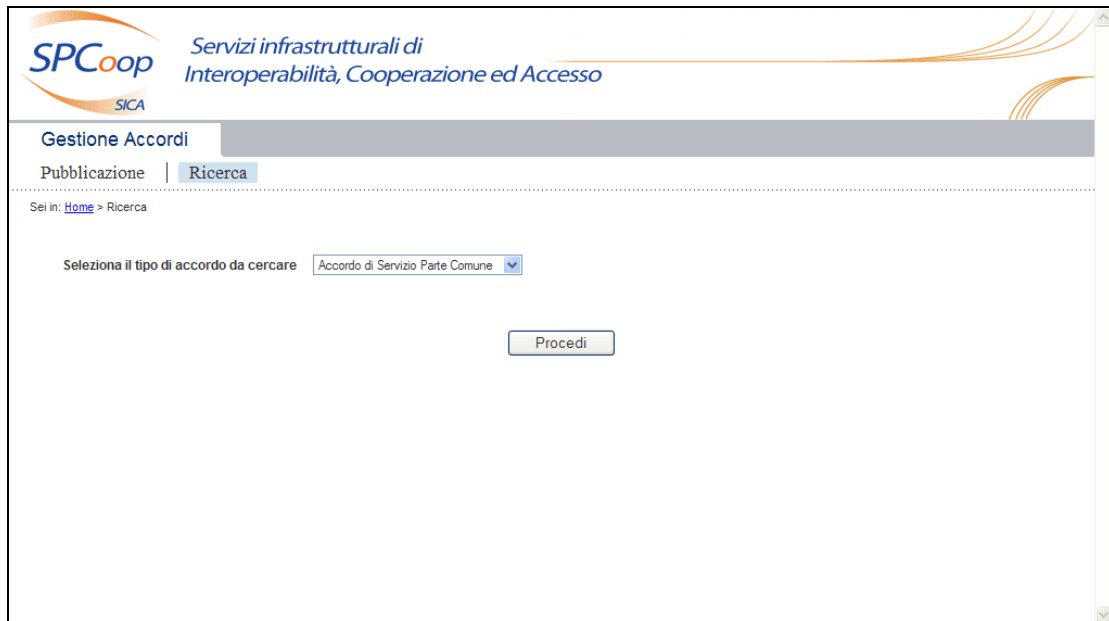 SPCoop
SICA
Servizi infrastrutturali di
Interoperabilità, Cooperazione ed Accesso
Gestione Accordi
Pubblicazione | Ricerca
Sei in: Home > Ricerca
Seleziona il tipo di accordo da cercare Accordo di Servizio Parte Comune
Procedi